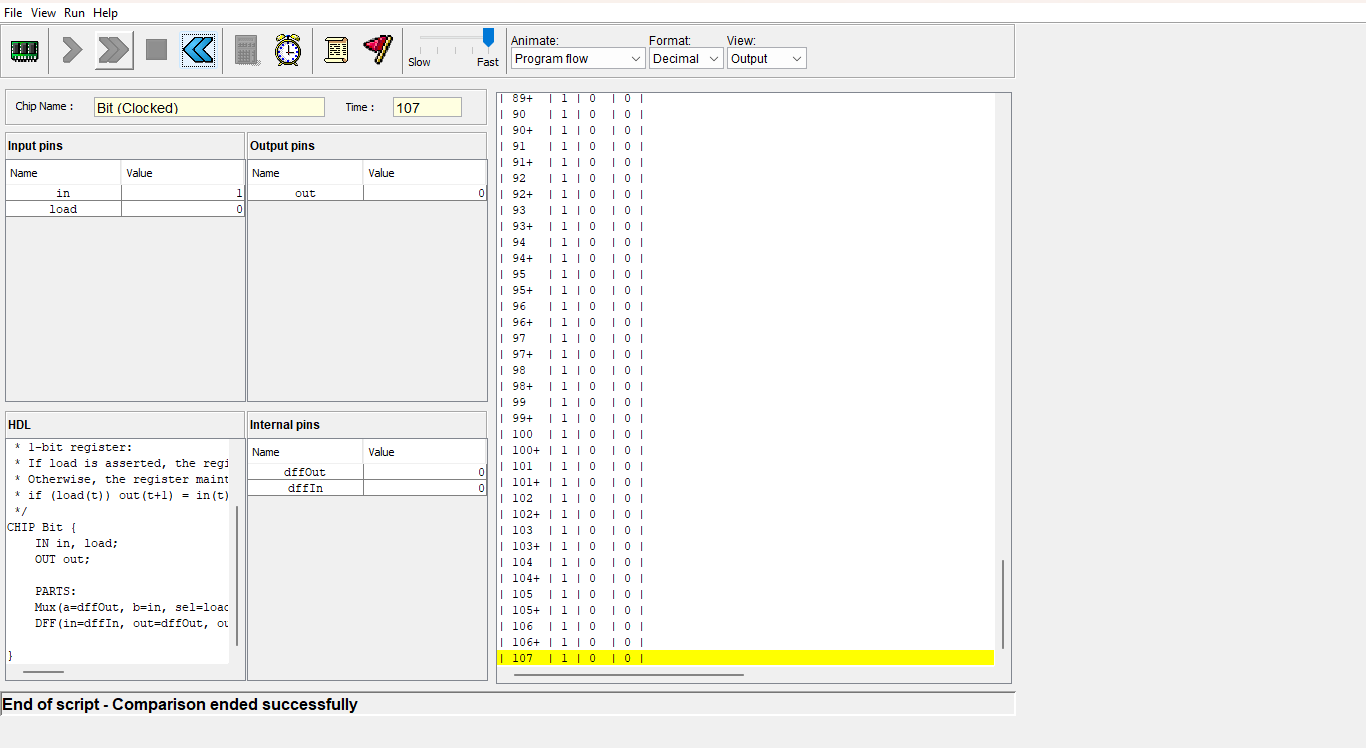 File View Run Help
Slow Fast
Animate: Format: View:
Program flow Decimal Output
Chip Name : Bit (Clocked) Time : 107
Input pins
Name Value
in 1
load 0
Output pins
Name Value
out 0
HDL
* 1-bit register:
* If load is asserted, the regi
* Otherwise, the register maint
* if (load(t)) out(t+1) = in(t)
*/
CHIP Bit {
IN in, load;
OUT out;
PARTS:
Mux(a=dffOut, b=in, sel=load
DFF(in=dffIn, out=dffOut, ou
}
Internal pins
Name Value
dffOut 0
dffIn 0
| 89+ | 1 | 0 | 0 |
| 90 | 1 | 0 | 0 |
| 90+ | 1 | 0 | 0 |
| 91 | 1 | 0 | 0 |
| 91+ | 1 | 0 | 0 |
| 92 | 1 | 0 | 0 |
| 92+ | 1 | 0 | 0 |
| 93 | 1 | 0 | 0 |
| 93+ | 1 | 0 | 0 |
| 94 | 1 | 0 | 0 |
| 94+ | 1 | 0 | 0 |
| 95 | 1 | 0 | 0 |
| 95+ | 1 | 0 | 0 |
| 96 | 1 | 0 | 0 |
| 96+ | 1 | 0 | 0 |
| 97 | 1 | 0 | 0 |
| 97+ | 1 | 0 | 0 |
| 98 | 1 | 0 | 0 |
| 98+ | 1 | 0 | 0 |
| 99 | 1 | 0 | 0 |
| 99+ | 1 | 0 | 0 |
| 100 | 1 | 0 | 0 |
| 100+ | 1 | 0 | 0 |
| 101 | 1 | 0 | 0 |
| 101+ | 1 | 0 | 0 |
| 102 | 1 | 0 | 0 |
| 102+ | 1 | 0 | 0 |
| 103 | 1 | 0 | 0 |
| 103+ | 1 | 0 | 0 |
| 104 | 1 | 0 | 0 |
| 104+ | 1 | 0 | 0 |
| 105 | 1 | 0 | 0 |
| 105+ | 1 | 0 | 0 |
| 106 | 1 | 0 | 0 |
| 106+ | 1 | 0 | 0 |
| 107 | 1 | 0 | 0 |
End of script - Comparison ended successfully